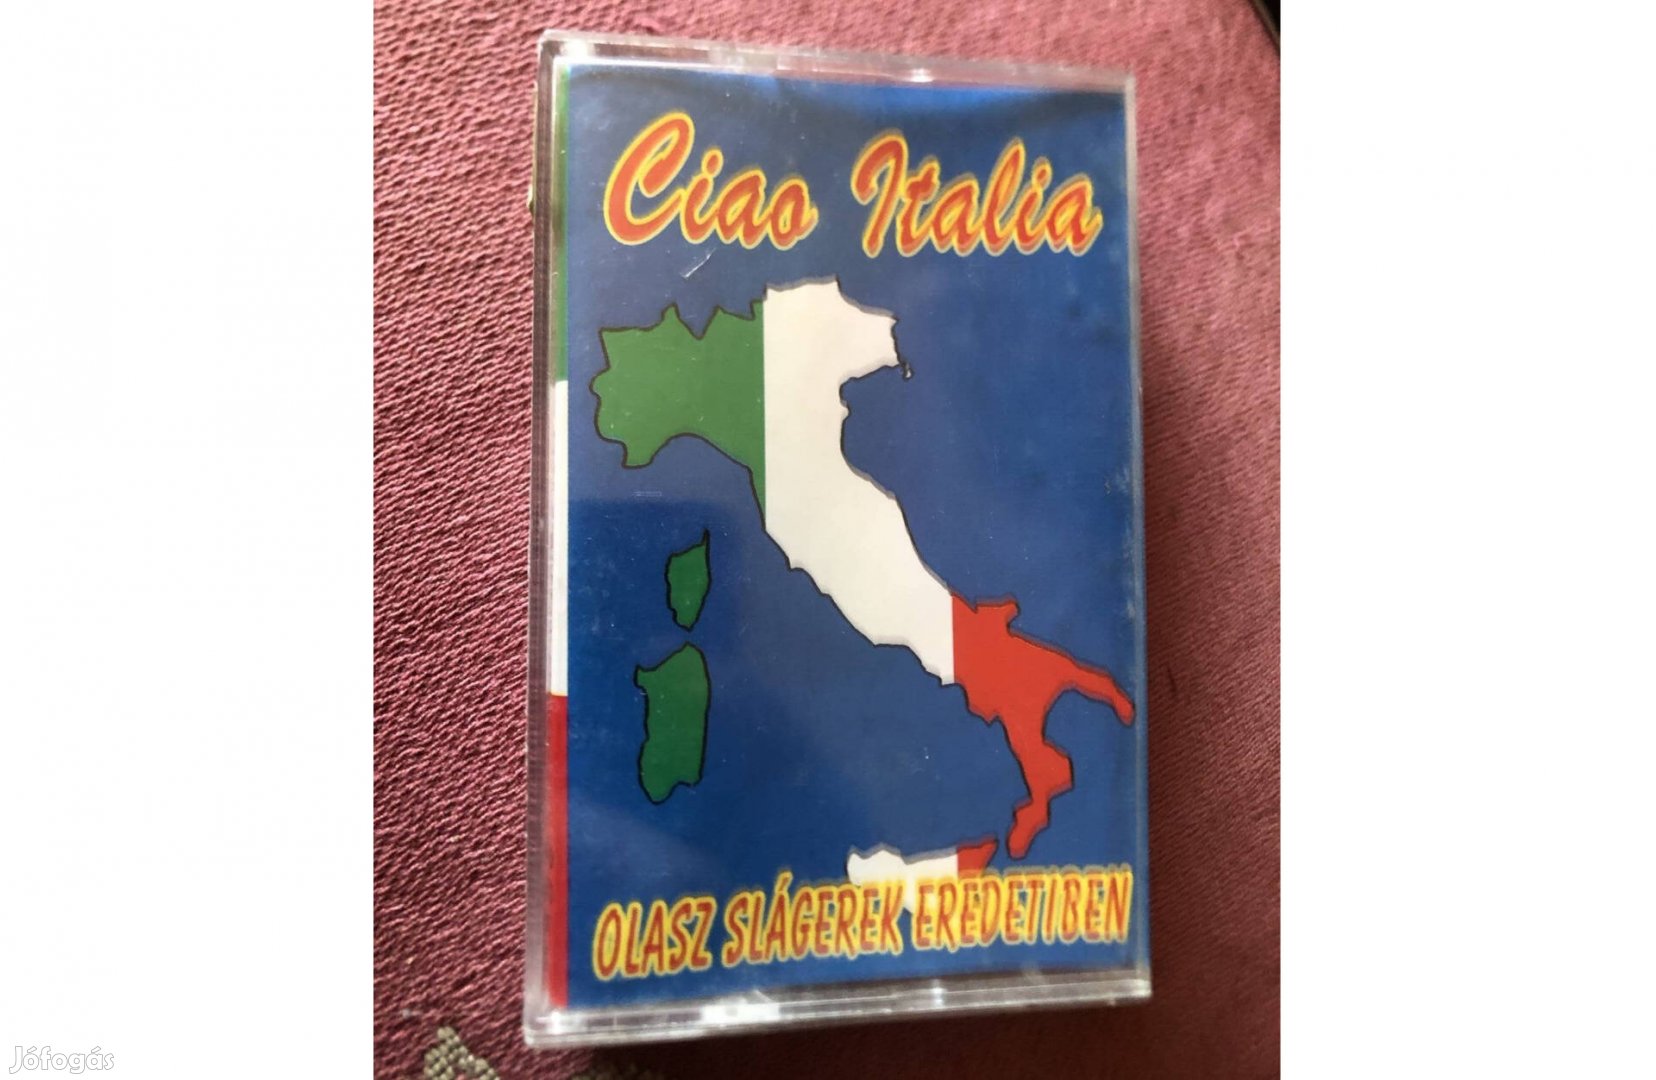 Ciao Italia
OLASZ SLÁGEREK EREDETIBEN
Jófogás